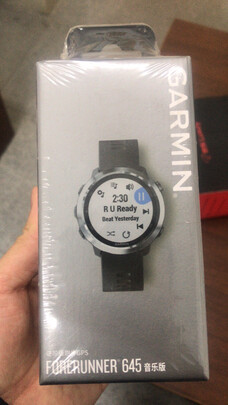 GARMIN
2:30
R U Ready
Beat Yesterday
FORERUNNER 645 音乐版